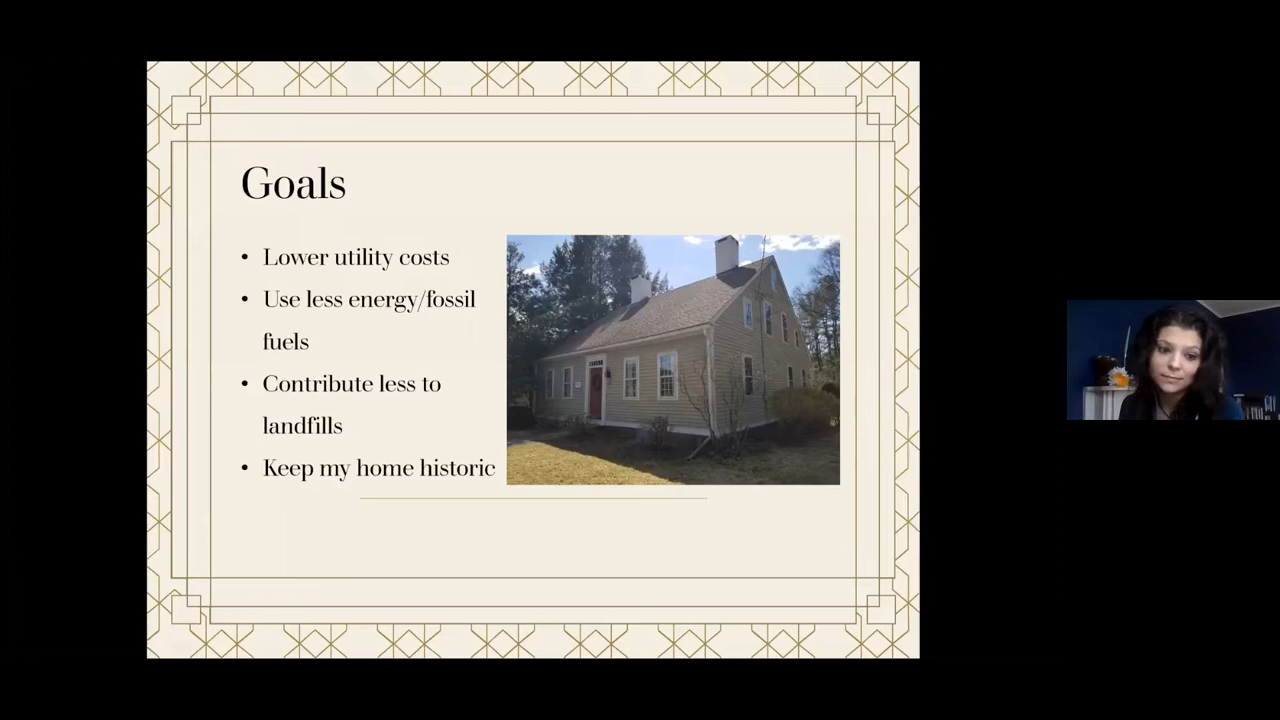 Goals
• Lower utility costs
• Use less energy/fossil
fuels
• Contribute less to
landfills
• Keep my home historic